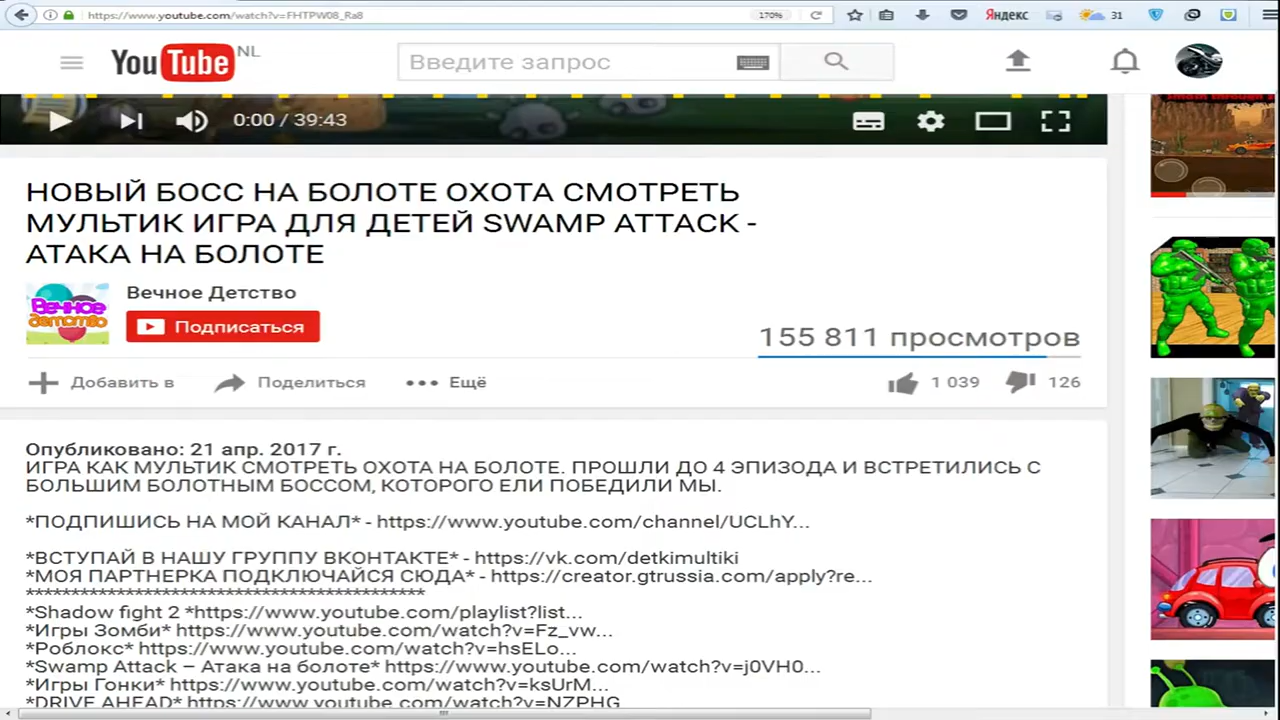 https://www.youtube.com/watch?v=FHTPW08_Ra8
170%
Яндекс
31
YouTube NL
Введите запрос
0:00 / 39:43
НОВЫЙ БОСС НА БОЛОТЕ ОХОТА СМОТРЕТЬ
МУЛЬТИК ИГРА ДЛЯ ДЕТЕЙ SWAMP ATTACK -
АТАКА НА БОЛОТЕ
Вечное детство
Вечное Детство
Подписаться
155 811 просмотров
Добавить в
Поделиться
Ещё
1 039
126
Опубликовано: 21 апр. 2017 г.
ИГРА КАК МУЛЬТИК СМОТРЕТЬ ОХОТА НА БОЛОТЕ. ПРОШЛИ ДО 4 ЭПИЗОДА И ВСТРЕТИЛИСЬ С
БОЛЬШИМ БОЛОТНЫМ БОССОМ, КОТОРОГО ЕЛИ ПОБЕДИЛИ МЫ.
*ПОДПИШИСЬ НА МОЙ КАНАЛ* - https://www.youtube.com/channel/UCLhY...
*ВСТУПАЙ В НАШУ ГРУППУ ВКОНТАКТЕ* - https://vk.com/detkimultiki
*МОЯ ПАРТНЕРКА ПОДКЛЮЧАЙСЯ СЮДА* - https://creator.gtrussia.com/apply?re...
******************************************
*Shadow fight 2 *https://www.youtube.com/playlist?list...
*Игры Зомби* https://www.youtube.com/watch?v=Fz_vw...
*Роблокс* https://www.youtube.com/watch?v=hsELo...
*Swamp Attack – Атака на болоте* https://www.youtube.com/watch?v=j0VH0...
*Игры Гонки* https://www.youtube.com/watch?v=ksUrM...
*DRIVE AHEAD* https://www.youtube.com/watch?v=NZPHG